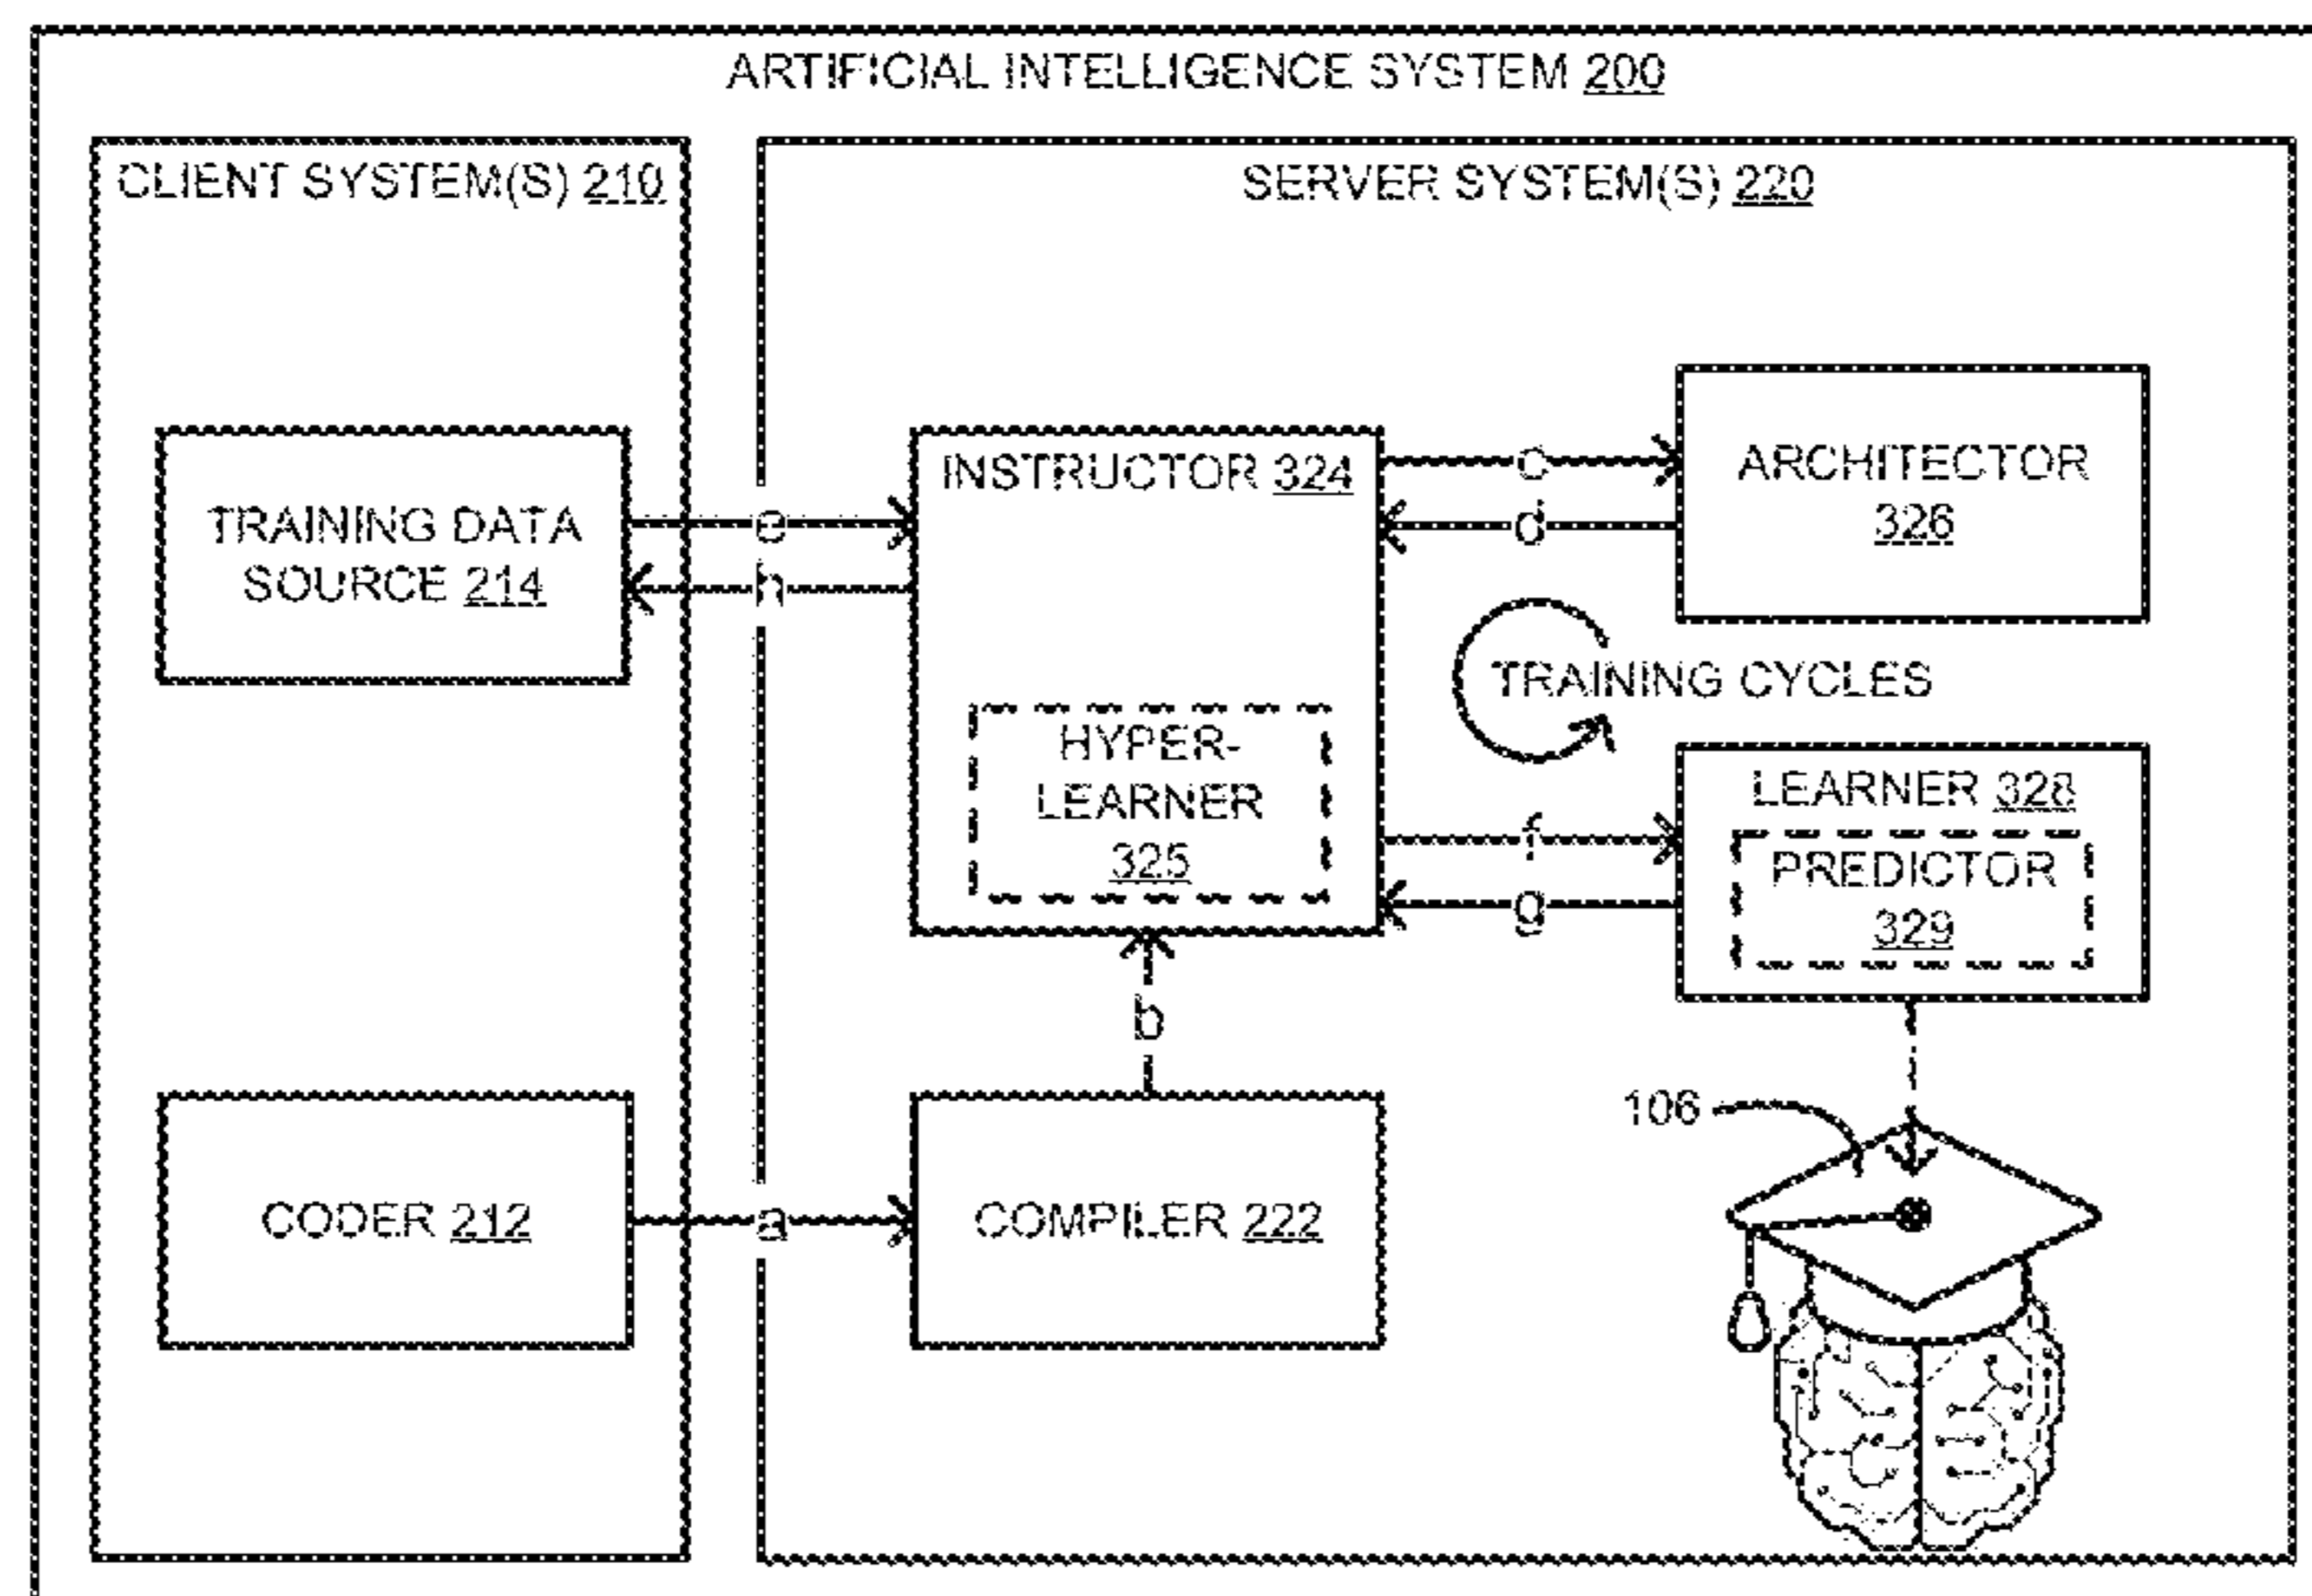 ARTIFICIAL INTELLIGENCE SYSTEM 200
CLIENT SYSTEM(S) 210
SERVER SYSTEM(S) 220
TRAINING DATA
SOURCE 214
e
h
INSTRUCTOR 324
HYPER-
LEARNER
325
c
d
ARCHITECTOR
326
TRAINING CYCLES
f
g
LEARNER 328
PREDICTOR
329
b
106
CODER 212
a
COMPILER 222